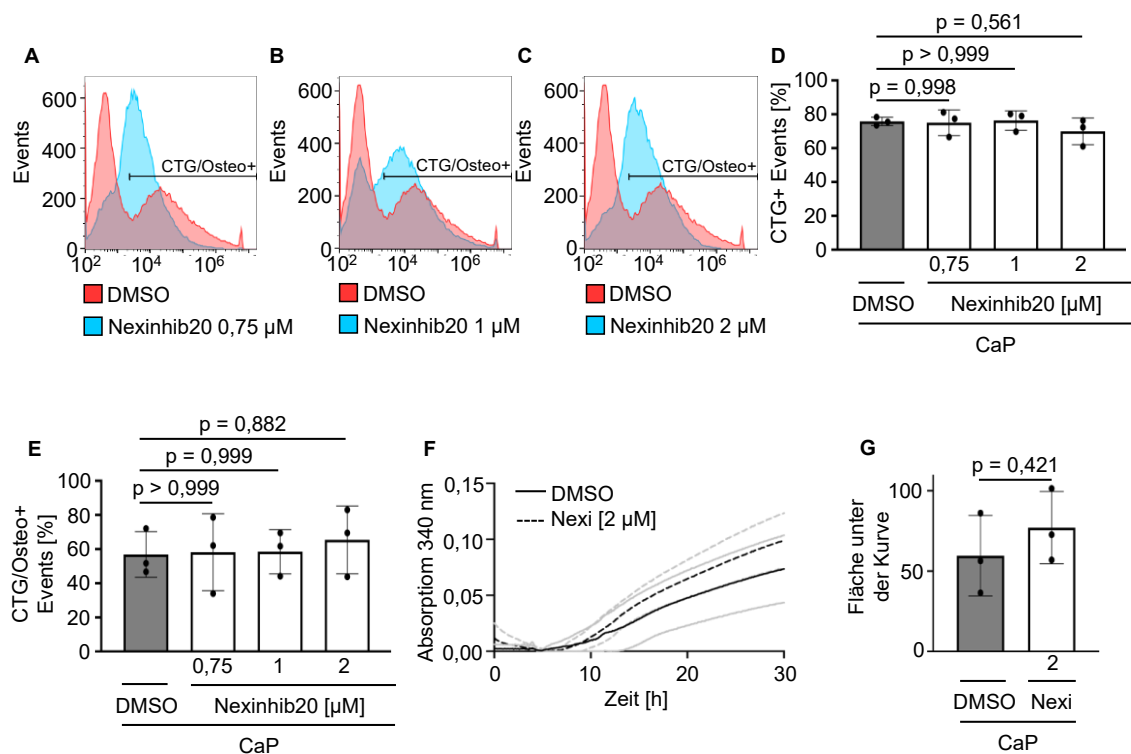 A
600
400
200
0
Events
CTG/Osteo+
10² 10⁴ 10⁶
DMSO
Nexinhib20 0,75 µM
B
600
400
200
0
Events
CTG/Osteo+
10² 10⁴ 10⁶
DMSO
Nexinhib20 1 µM
C
600
400
200
0
Events
CTG/Osteo+
10² 10⁴ 10⁶
DMSO
Nexinhib20 2 µM
D
p = 0,561
p > 0,999
p = 0,998
CTG+ Events [%]
100
80
60
40
20
0
0,75 1 2
DMSO Nexinhib20 [µM]
CaP
E
p = 0,882
p = 0,999
p > 0,999
CTG/Osteo+
Events [%]
100
80
60
40
20
0
0,75 1 2
DMSO Nexinhib20 [µM]
CaP
F
Absorptiom 340 nm
0,15
0,10
0,05
0,00
DMSO
Nexi [2 µM]
0 10 20 30
Zeit [h]
G
p = 0,421
Fläche unter
der Kurve
100
50
0
2
DMSO Nexi
CaP